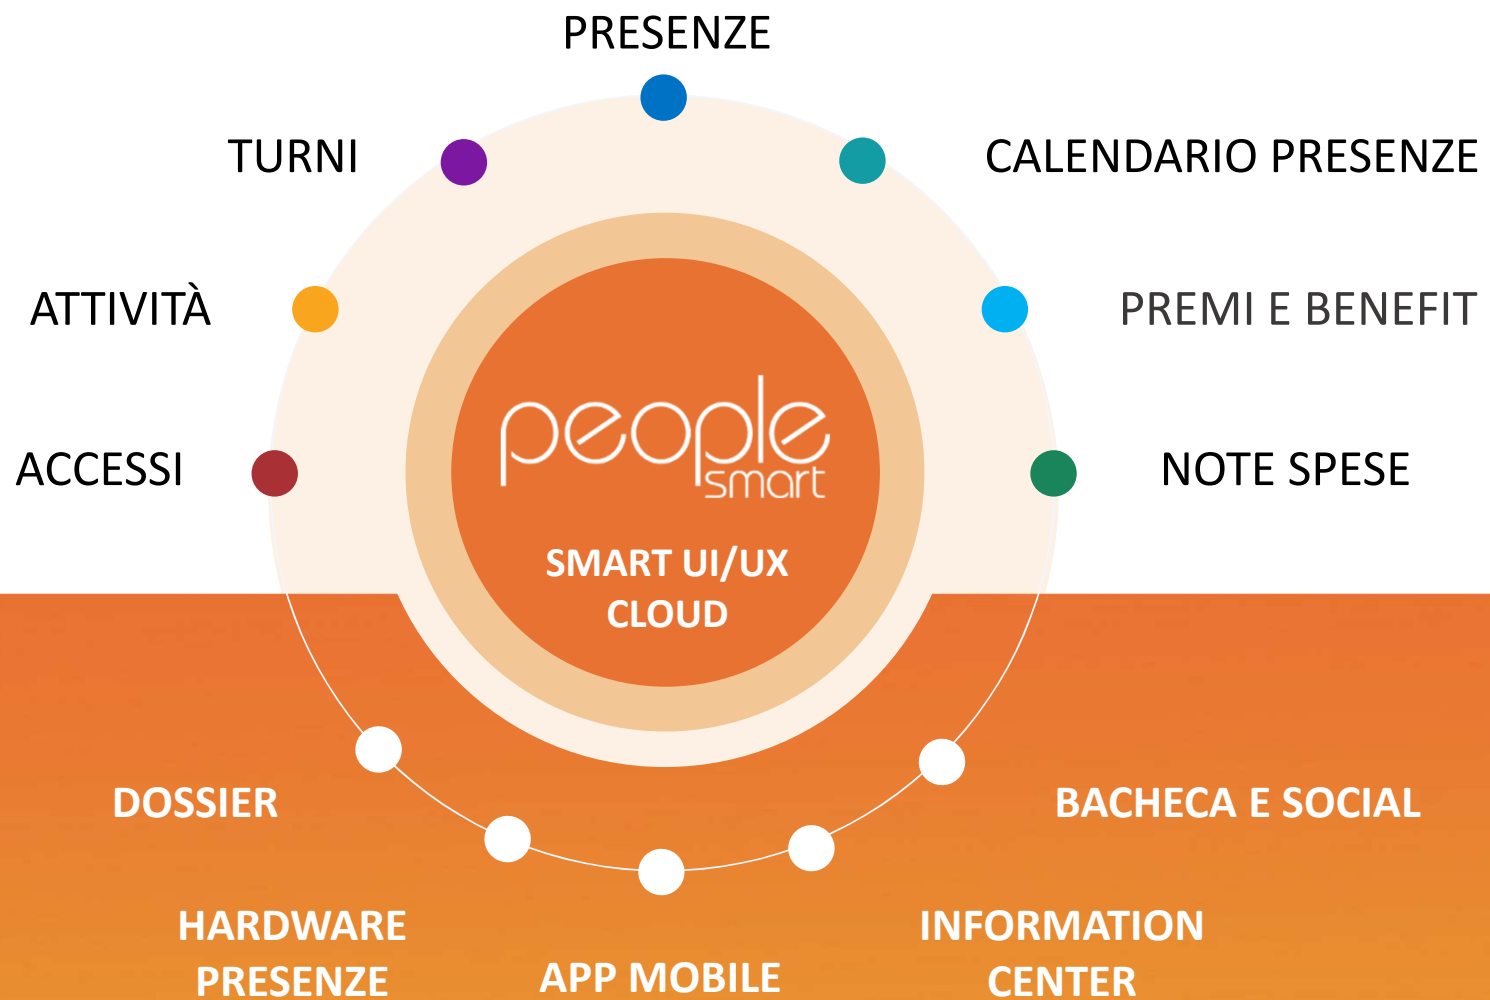 PRESENZE
TURNI
CALENDARIO PRESENZE
ATTIVITÀ
PREMI E BENEFIT
people
smart
ACCESSI
NOTE SPESE
SMART UI/UX
CLOUD
DOSSIER
BACHECA E SOCIAL
HARDWARE
PRESENZE
APP MOBILE
INFORMATION
CENTER